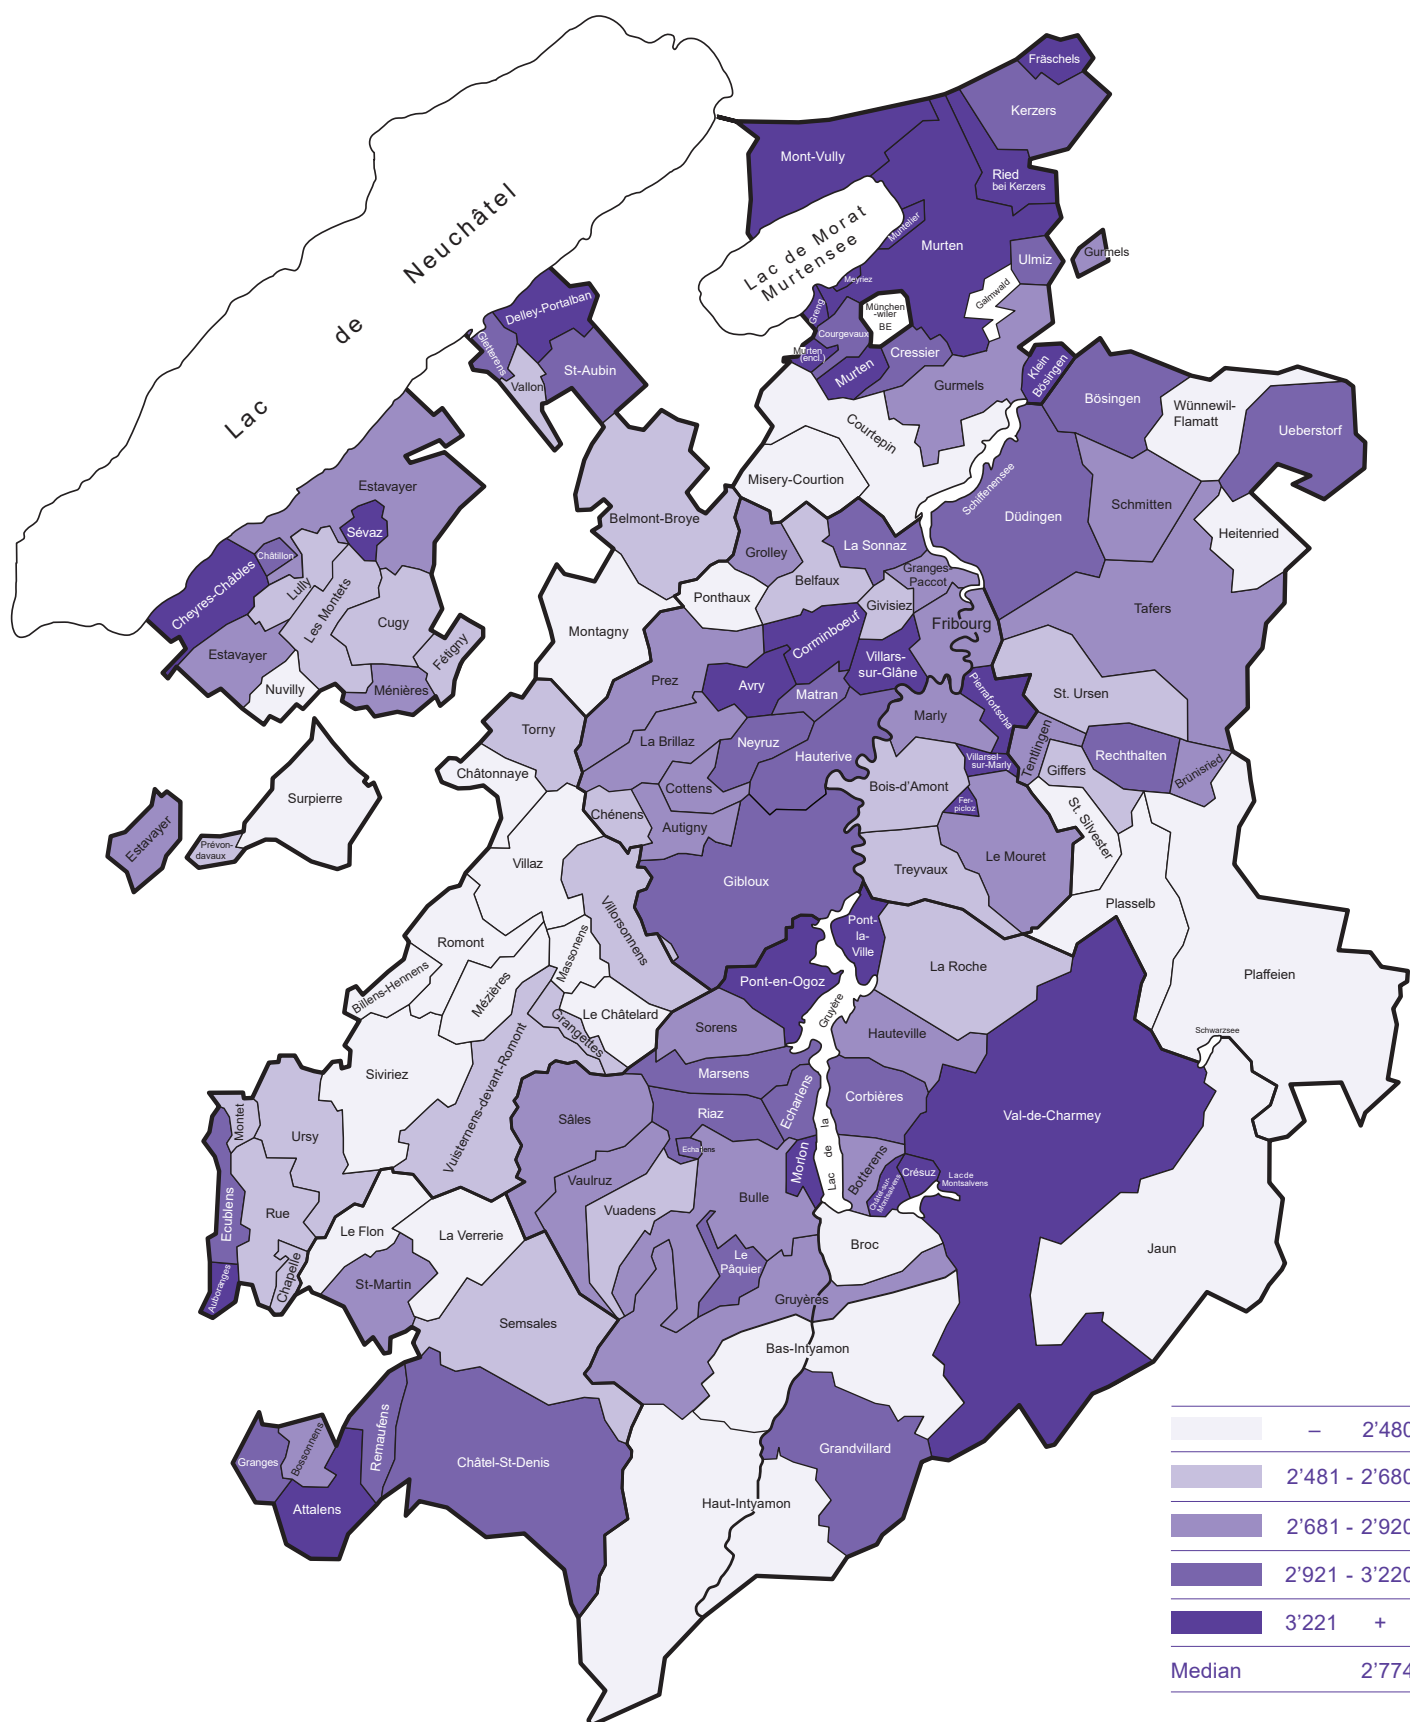 Fräschels
Kerzers
Mont-Vully
Ried
bei Kerzers
Lac de Morat
Murtensee
Muntelier
Murten
Meyriez
Greng
Ulmiz
Gurmels
Galmwald
München
-wiler
BE
Courgevaux
Murten
(encl.)
Murten
Cressier
Gurmels
Klein
Bösingen
Lac
de
Neuchâtel
Delley-Portalban
Gletterens
Vallon
St-Aubin
Bösingen
Wünnewil-
Flamatt
Ueberstorf
Courtepin
Misery-Courtion
Schiffenensee
Düdingen
Schmitten
Heitenried
Tafers
Estavayer
Sévaz
Châtillon
Cheyres-Châbles
Lully
Les Montets
Cugy
Fétigny
Estavayer
Nuvilly
Ménières
Belmont-Broye
Grolley
La Sonnaz
Belfaux
Granges-
Paccot
Ponthaux
Givisiez
Fribourg
Montagny
Corminboeuf
Villars-
sur-Glâne
Prez
Avry
Matran
Pierrafortscha
St. Ursen
Marly
Torny
La Brillaz
Neyruz
Hauterive
Villarsel-
sur-Marly
Tentlingen
Giffers
Rechthalten
Brünisried
Châtonnaye
Surpierre
Estavayer
Prévon-
davaux
Cottens
Chénens
Autigny
Bois-d'Amont
Fer-
picloz
St. Silvester
Villaz
Gibloux
Treyvaux
Le Mouret
Plasselb
Plaffeien
Schwarzsee
Villorsonnens
Romont
Massonens
Billens-Hennens
Mézières
Le Châtelard
Grangettes
Pont-
la-
Ville
Pont-en-Ogoz
La Roche
Gruyère
Sorens
Hauteville
Siviriez
Vuisternens-devant-Romont
Marsens
Echarlens
Corbières
Val-de-Charmey
Montet
Ursy
Sâles
Riaz
Echarlens
Morlon
Lac de la
Botterens
Châtel-sur-
Montsalvens
Crésuz
Lac de
Montsalvens
Ecublens
Rue
Vaulruz
Vuadens
Bulle
Le Flon
La Verrerie
Broc
Jaun
Auboranges
Chapelle
St-Martin
Le
Pâquier
Gruyères
Semsales
Bas-Intyamon
Granges
Bossonnens
Remaufens
Châtel-St-Denis
Grandvillard
Attalens
Haut-Intyamon
– 2'480
2'481 - 2'680
2'681 - 2'920
2'921 - 3'220
3'221 +
Median 2'774